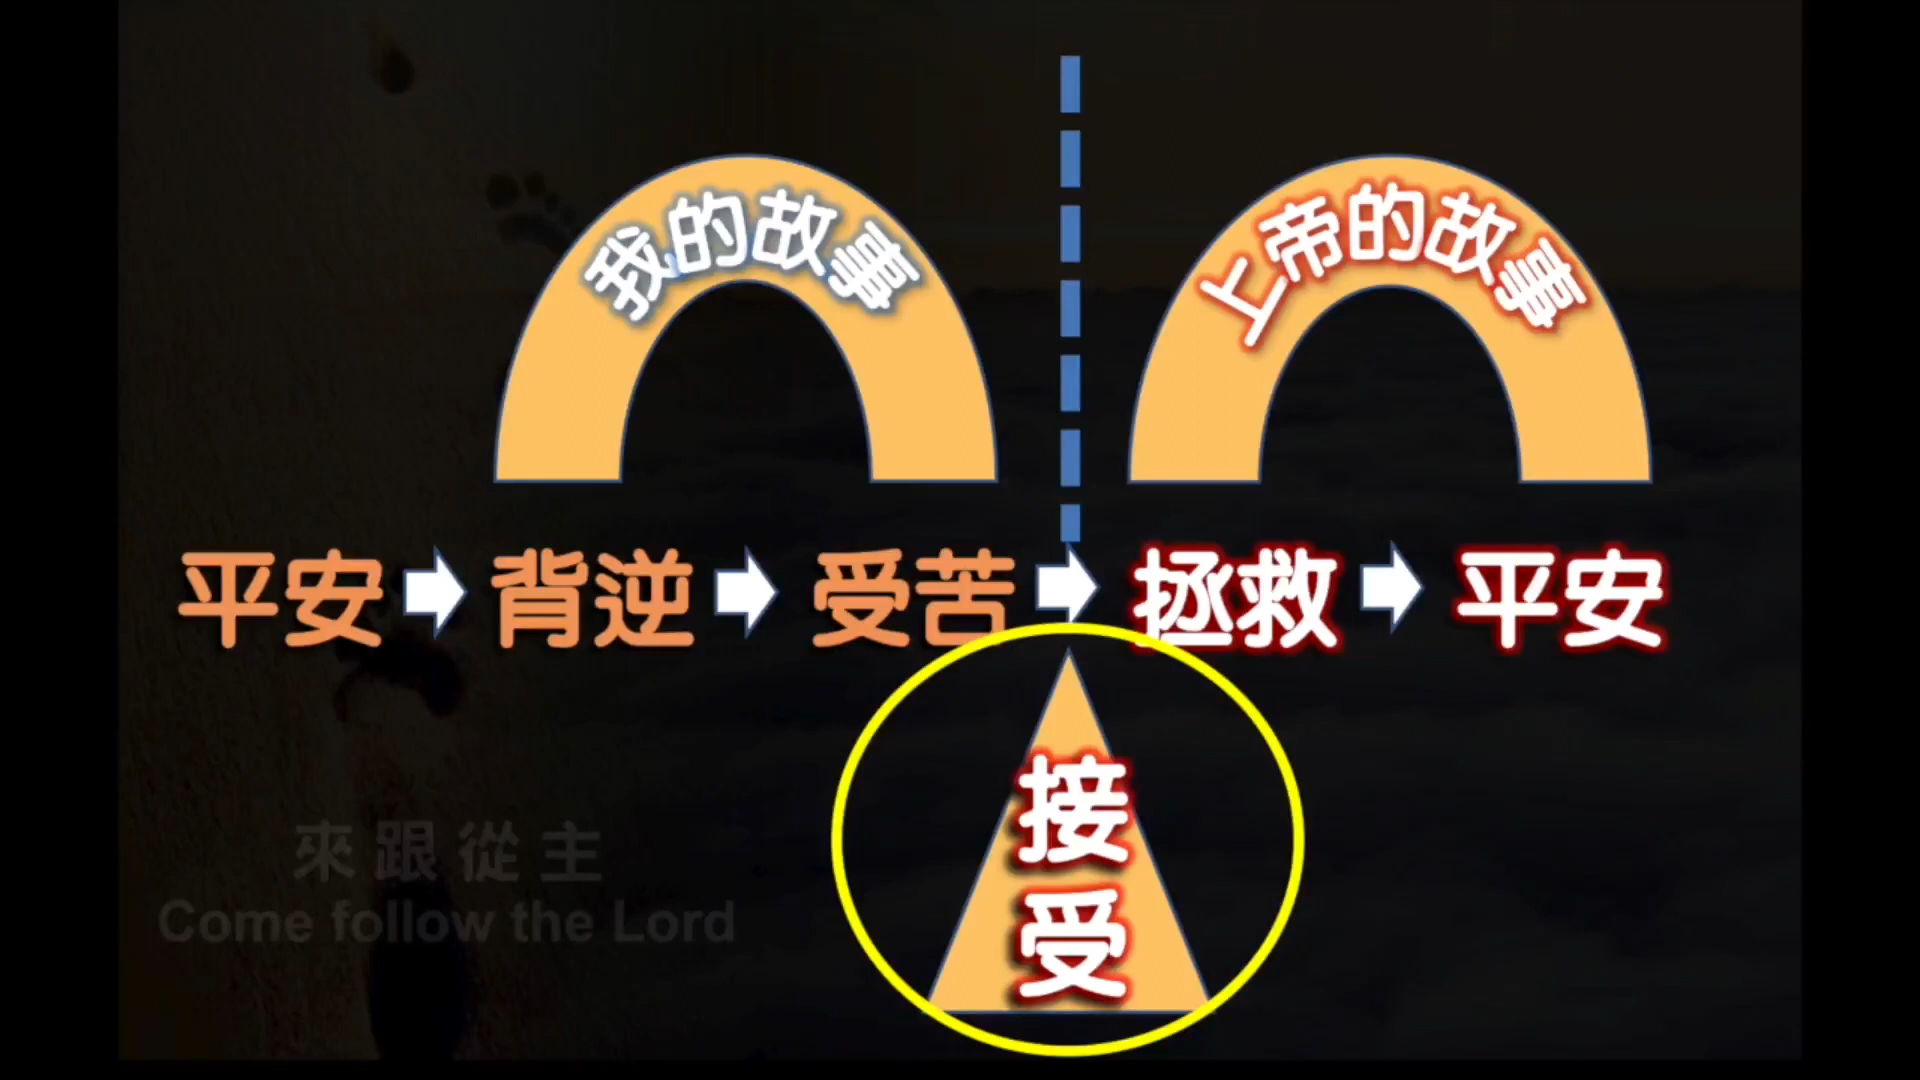 我的故事
上帝的故事
平安 背逆 受苦 拯救 平安
接
受
來跟從主
Come follow the Lord